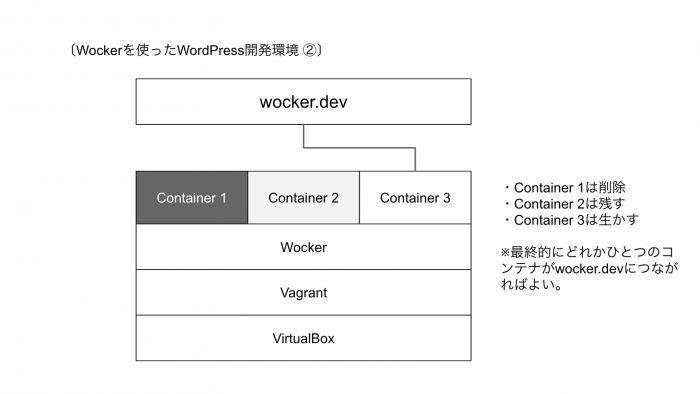 〔Wockerを使ったWordPress開発環境 ②〕
wocker.dev
Container 1
Container 2
Container 3
・Container 1は削除
・Container 2は残す
・Container 3は生かす
※最終的にどれかひとつのコ
ンテナがwocker.devにつなが
ればよい。
Wocker
Vagrant
VirtualBox